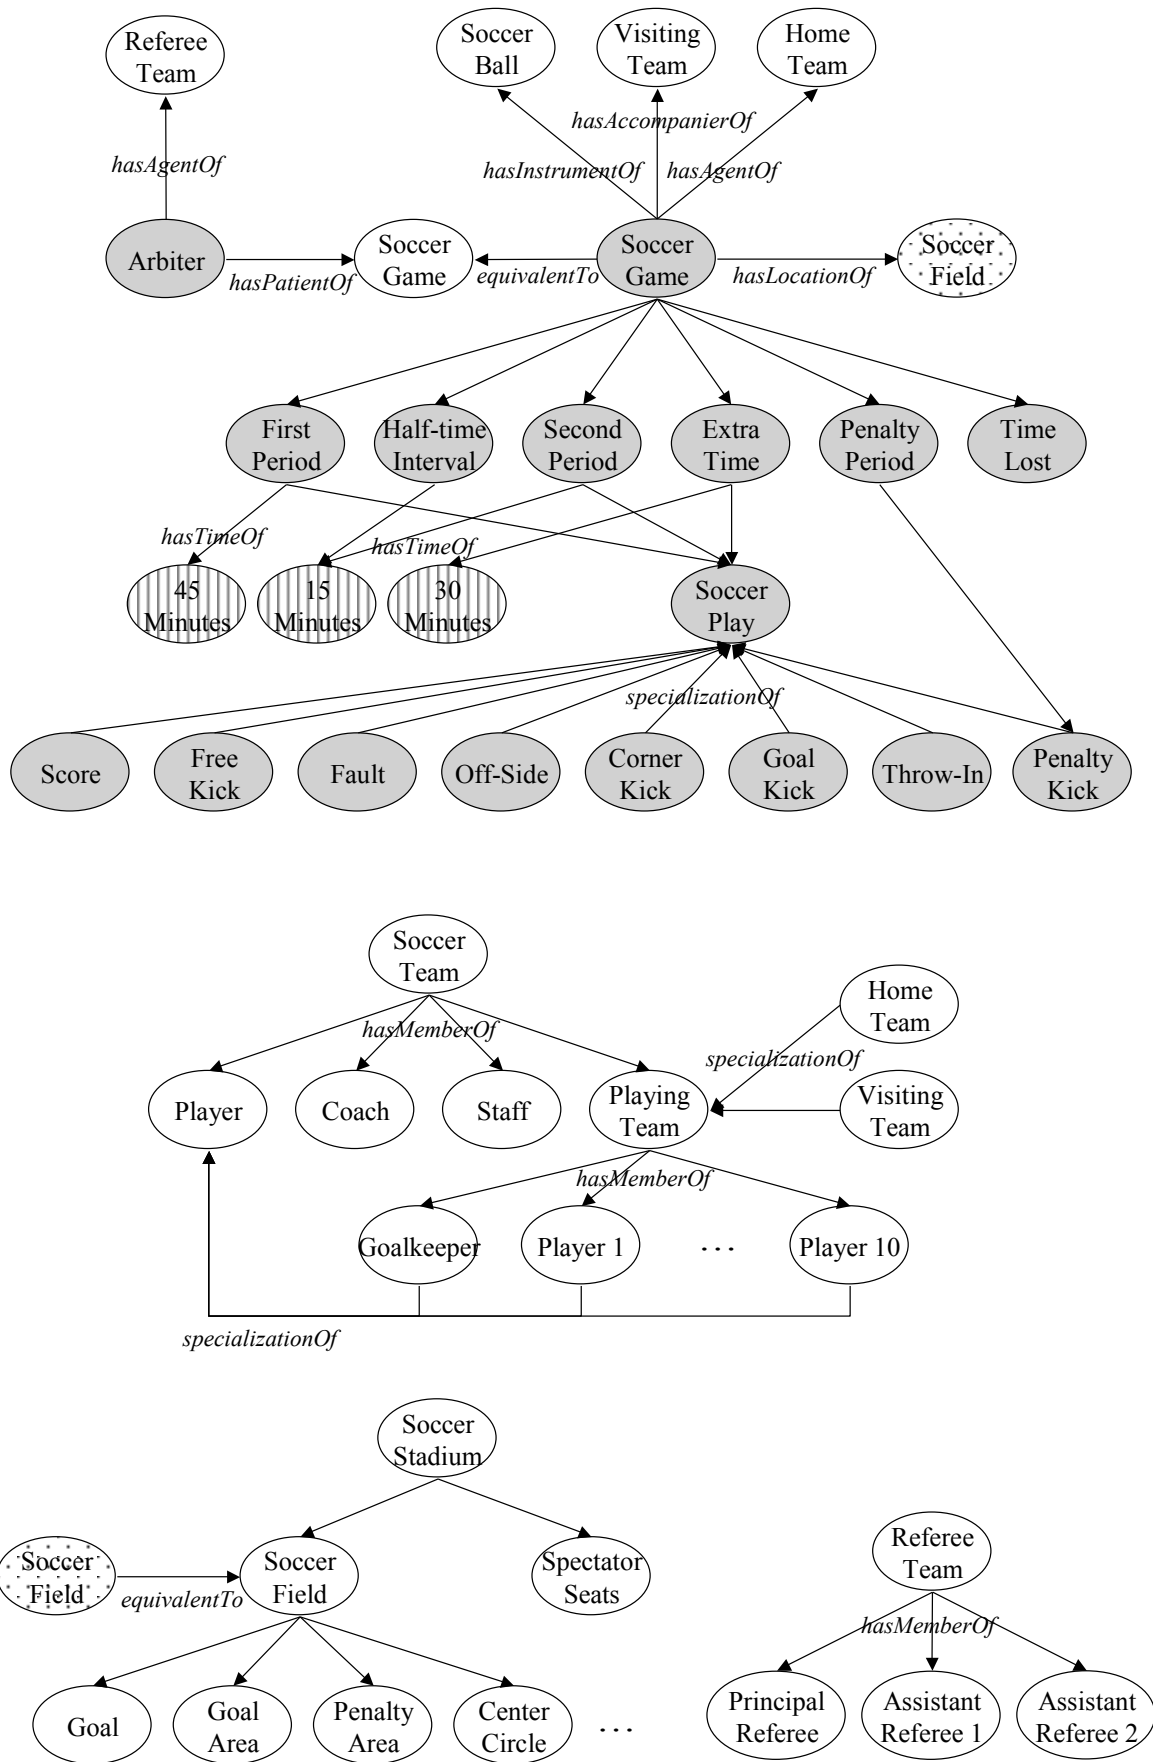 Referee
Team
Soccer
Ball
Visiting
Team
Home
Team
hasAccompanierOf
hasAgentOf
hasInstrumentOf
hasAgentOf
Arbiter
hasPatientOf
Soccer
Game
equivalentTo
Soccer
Game
hasLocationOf
Soccer
Field
First
Period
Half-time
Interval
Second
Period
Extra
Time
Penalty
Period
Time
Lost
hasTimeOf
hasTimeOf
45
Minutes
15
Minutes
30
Minutes
Soccer
Play
specializationOf
Score
Free
Kick
Fault
Off-Side
Corner
Kick
Goal
Kick
Throw-In
Penalty
Kick
Soccer
Team
hasMemberOf
Home
Team
specializationOf
Player
Coach
Staff
Playing
Team
Visiting
Team
hasMemberOf
Goalkeeper
Player 1
...
Player 10
specializationOf
Soccer
Stadium
Soccer
Field
equivalentTo
Soccer
Field
Spectator
Seats
Referee
Team
hasMemberOf
Goal
Goal
Area
Penalty
Area
Center
Circle
...
Principal
Referee
Assistant
Referee 1
Assistant
Referee 2